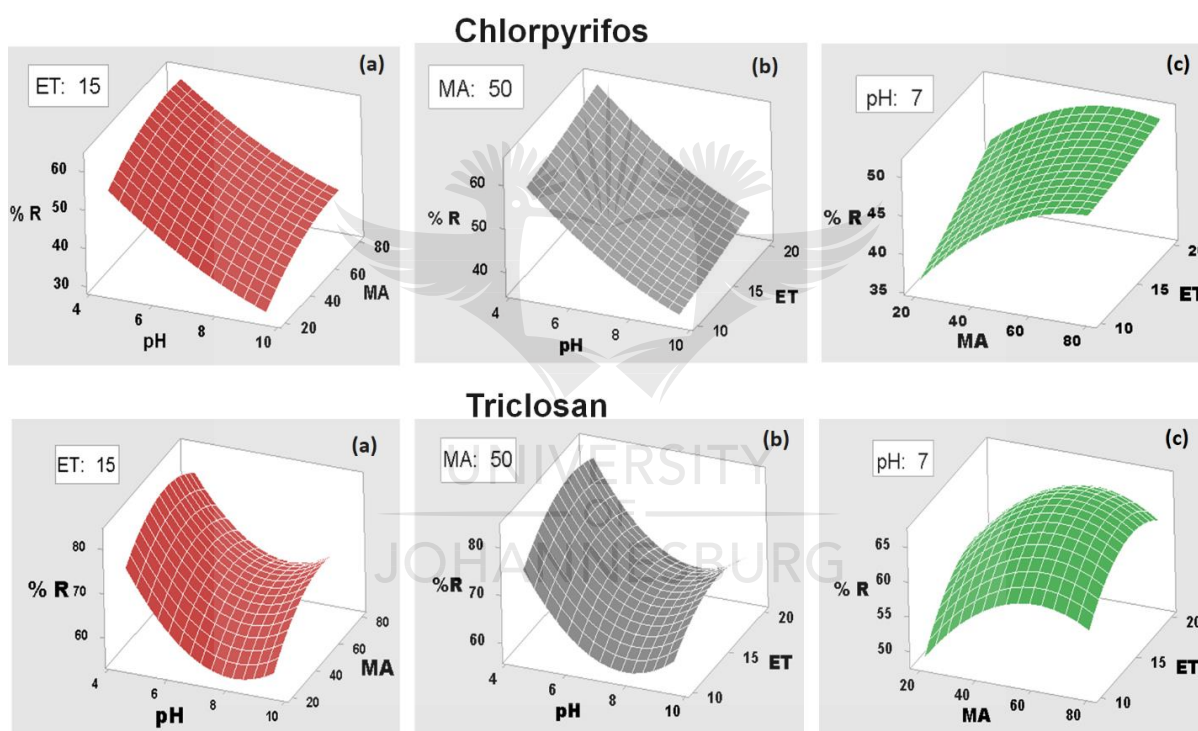 Chlorpyrifos
(a)
ET: 15
60
50
% R
40
30
4
6
8
10
pH
20
40
60
80
MA
(b)
MA: 50
60
50
% R
40
4
6
8
10
pH
10
15
20
ET
(c)
pH: 7
50
45
% R
40
35
20
40
60
80
MA
10
15
ET
Triclosan
(a)
ET: 15
80
70
% R
60
4
6
8
10
pH
20
40
60
80
MA
(b)
MA: 50
80
70
%R
60
4
6
8
10
pH
10
15
20
ET
(c)
pH: 7
65
60
% R
55
50
20
40
60
80
MA
10
15
20
ET
UNIVERSITY
OF
JOHANNESBURG